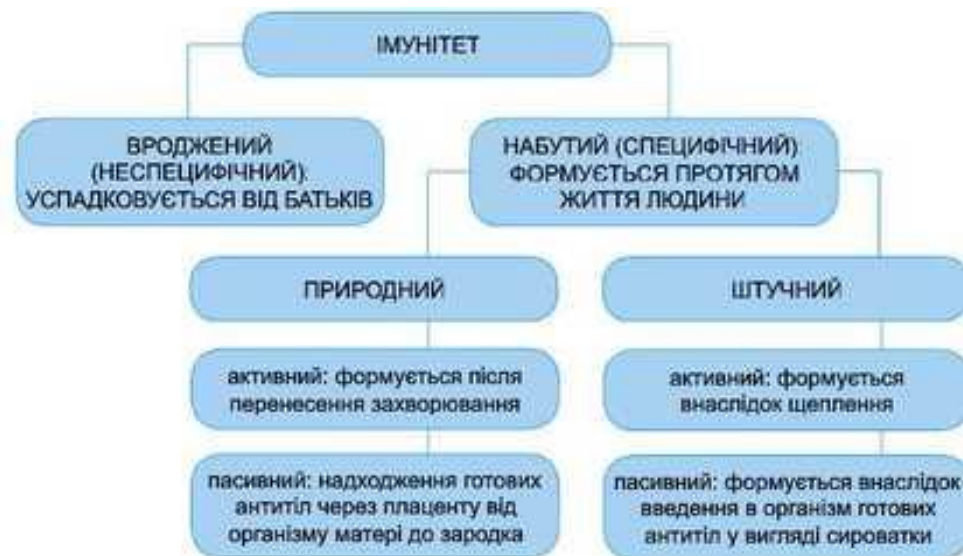 ІМУНІТЕТ
ВРОДЖЕНИЙ
(НЕСПЕЦИФІЧНИЙ)
УСПАДКОВУЄТЬСЯ ВІД БАТЬКІВ
НАБУТИЙ (СПЕЦИФІЧНИЙ)
ФОРМУЄТЬСЯ ПРОТЯГОМ
ЖИТТЯ ЛЮДИНИ
ПРИРОДНИЙ
активний: формується після
перенесення захворювання
пасивний: надходження готових
антитіл через плаценту від
організму матері до зародка
ШТУЧНИЙ
активний: формується
внаслідок щеплення
пасивний: формується внаслідок
введення в організм готових
антитіл у вигляді сироватки